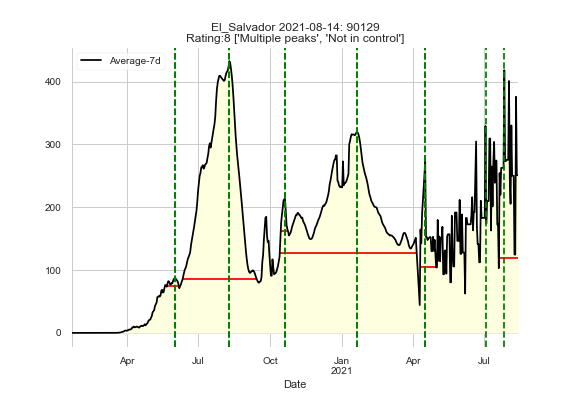 El_Salvador 2021-08-14: 90129
Rating:8 ['Multiple peaks', 'Not in control']
Average-7d
400
300
200
100
0
Apr Jul Oct Jan Apr Jul
2021
Date